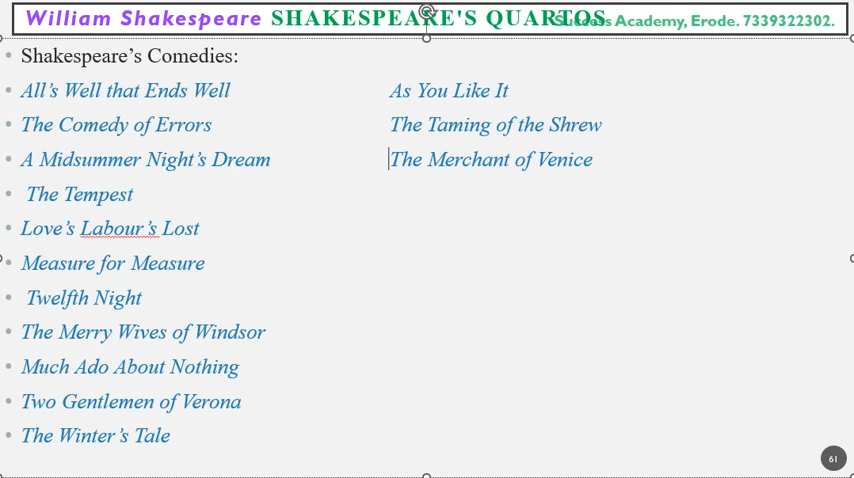 William Shakespeare SHAKESPEARE'S QUARTOS Success Academy, Erode. 7339322302.
Shakespeare’s Comedies:
All’s Well that Ends Well As You Like It
The Comedy of Errors The Taming of the Shrew
A Midsummer Night’s Dream The Merchant of Venice
The Tempest
Love’s Labour’s Lost
Measure for Measure
Twelfth Night
The Merry Wives of Windsor
Much Ado About Nothing
Two Gentlemen of Verona
The Winter’s Tale
61